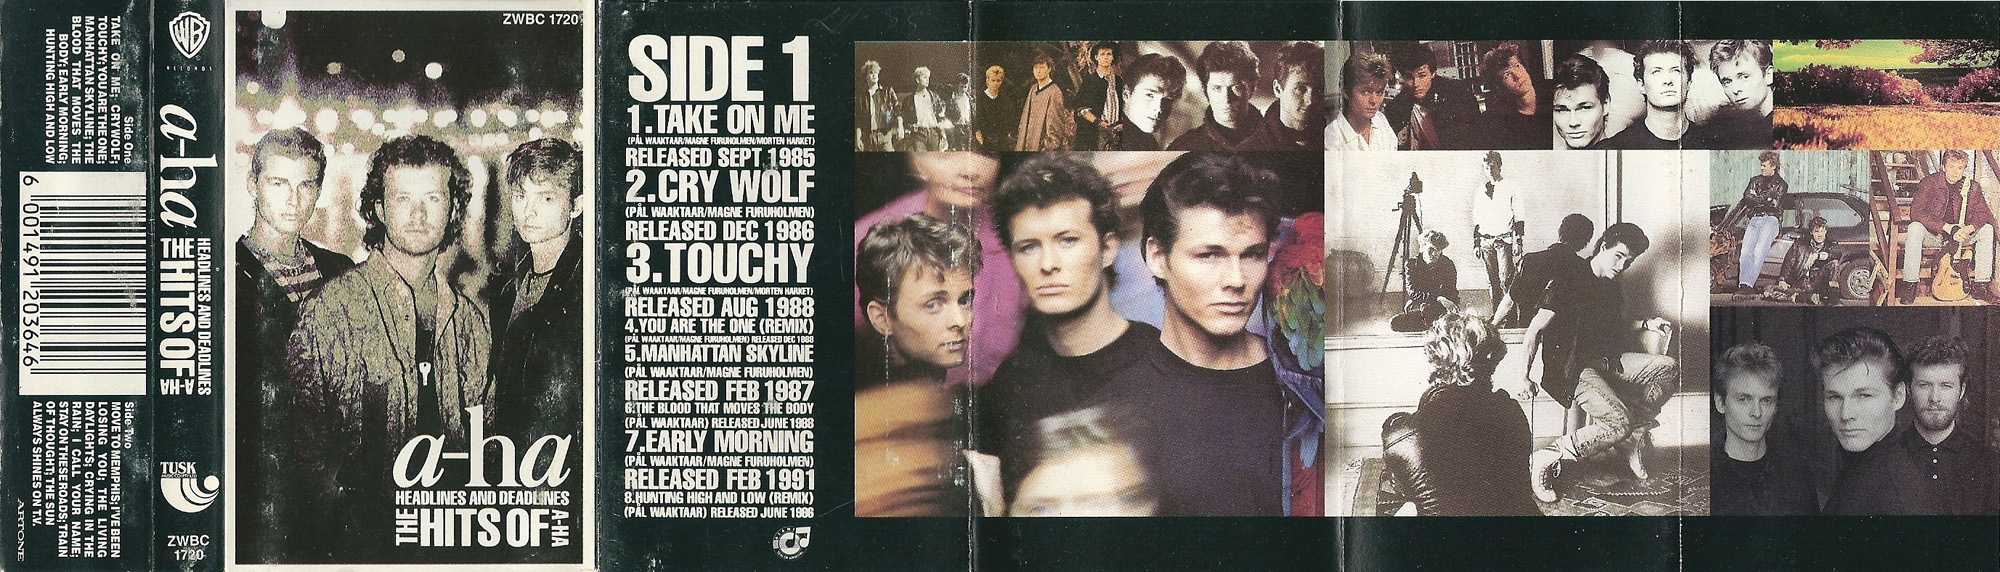 Side One
TAKE ON ME; CRY WOLF;
TOUCHY; YOU ARE THE ONE;
MANHATTAN SKYLINE; THE
BLOOD THAT MOVES THE
BODY; EARLY MORNING;
HUNTING HIGH AND LOW
6 001491 203646
Side Two
MOVE TO MEMPHIS; I'VE BEEN
LOSING YOU; THE LIVING
DAYLIGHTS; CRYING IN THE
RAIN; I CALL YOUR NAME;
STAY ON THESE ROADS; TRAIN
OF THOUGHT; THE SUN
ALWAYS SHINES ON T.V.
ARTONE
WB
RECORDS
a-ha
HEADLINES AND DEADLINES
THE HITS OF A-HA
TUSK
ZWBC
1720
ZWBC 1720
a-ha
HEADLINES AND DEADLINES
THE HITS OF A-HA
SIDE 1
1.TAKE ON ME
(PÅL WAAKTAAR/MAGNE FURUHOLMEN/MORTEN HARKET)
RELEASED SEPT 1985
2.CRY WOLF
(PÅL WAAKTAAR/MAGNE FURUHOLMEN)
RELEASED DEC 1986
3.TOUCHY
(PÅL WAAKTAAR/MAGNE FURUHOLMEN/MORTEN HARKET)
RELEASED AUG 1988
4.YOU ARE THE ONE (REMIX)
(PÅL WAAKTAAR/MAGNE FURUHOLMEN) RELEASED DEC 1988
5.MANHATTAN SKYLINE
(PÅL WAAKTAAR/MAGNE FURUHOLMEN)
RELEASED FEB 1987
6.THE BLOOD THAT MOVES THE BODY
(PÅL WAAKTAAR) RELEASED JUNE 1988
7.EARLY MORNING
(PÅL WAAKTAAR/MAGNE FURUHOLMEN)
RELEASED FEB 1991
8.HUNTING HIGH AND LOW (REMIX)
(PÅL WAAKTAAR) RELEASED JUNE 1986